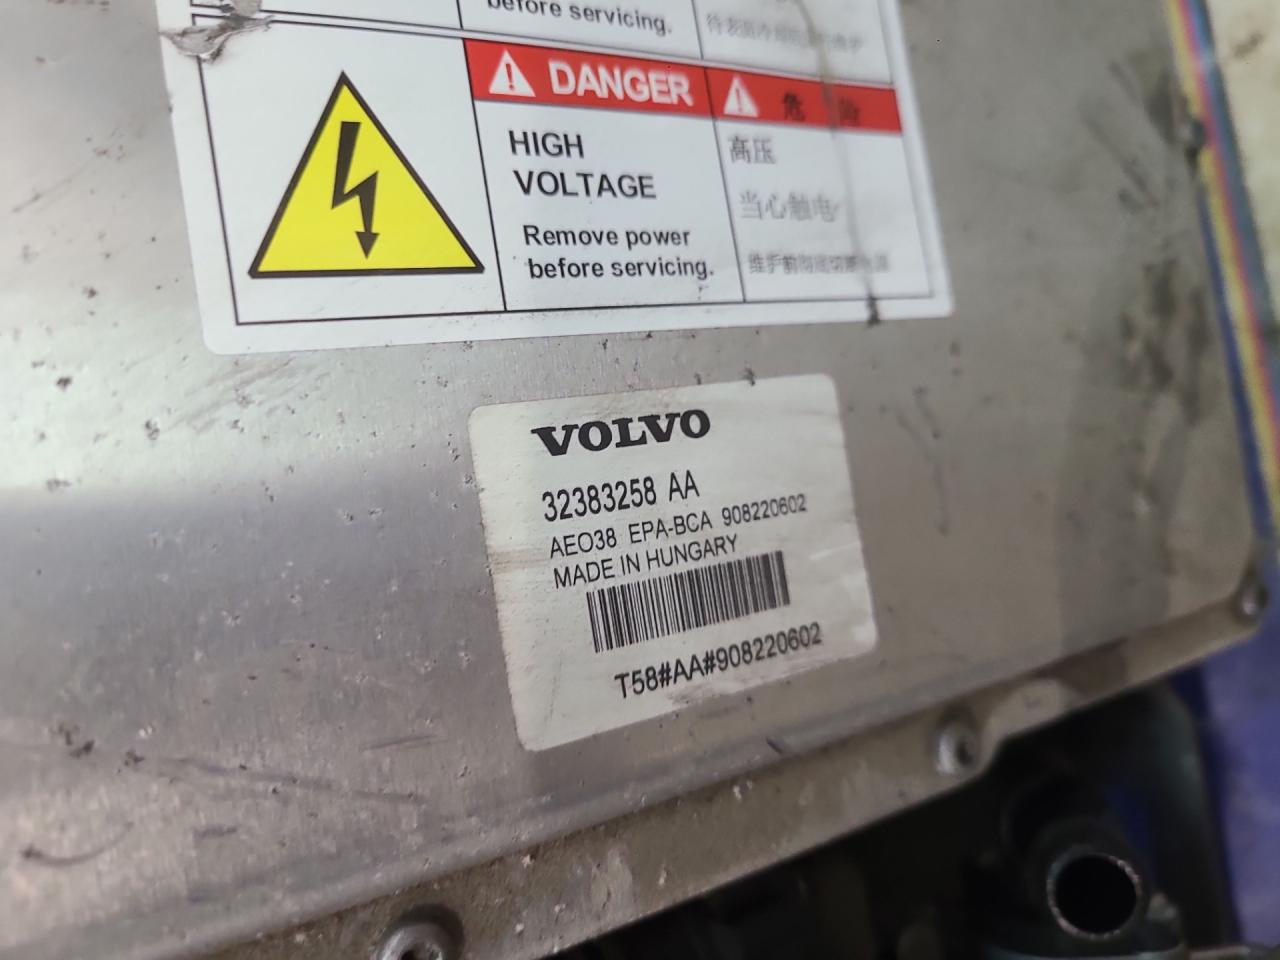 before servicing.
DANGER
HIGH
VOLTAGE
Remove power
before servicing.
危 险
高压
当心触电
VOLVO
32383258 AA
AEO38 EPA-BCA 908220602
MADE IN HUNGARY
T58#AA#908220602